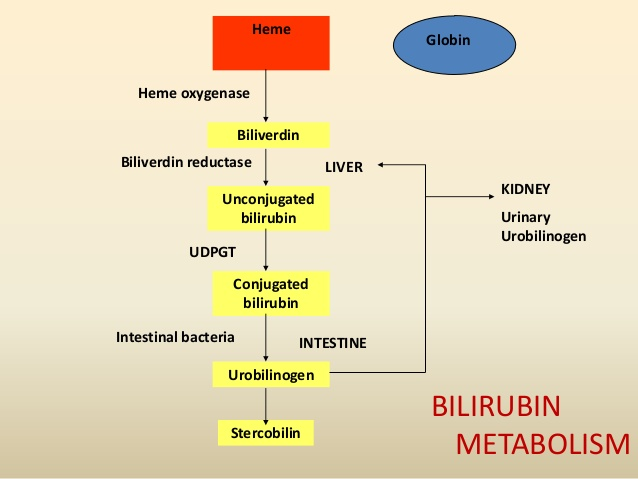 Heme
Globin
Heme oxygenase
Biliverdin
Biliverdin reductase
LIVER
KIDNEY
Unconjugated
bilirubin
Urinary
Urobilinogen
UDPGT
Conjugated
bilirubin
Intestinal bacteria
INTESTINE
Urobilinogen
BILIRUBIN
METABOLISM
Stercobilin